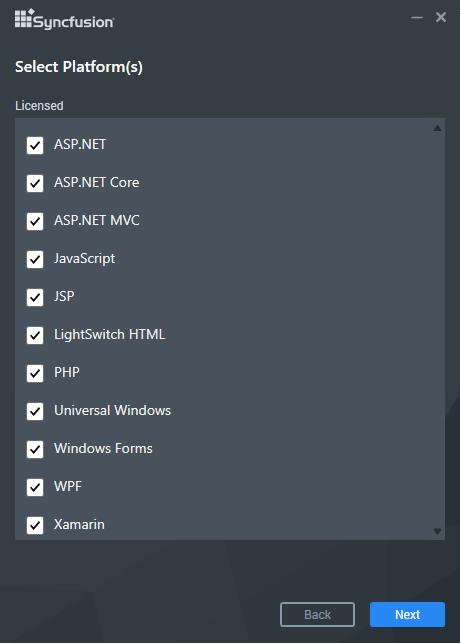 Syncfusion
Select Platform(s)
Licensed
ASP.NET
ASP.NET Core
ASP.NET MVC
JavaScript
JSP
LightSwitch HTML
PHP
Universal Windows
Windows Forms
WPF
Xamarin
Back
Next